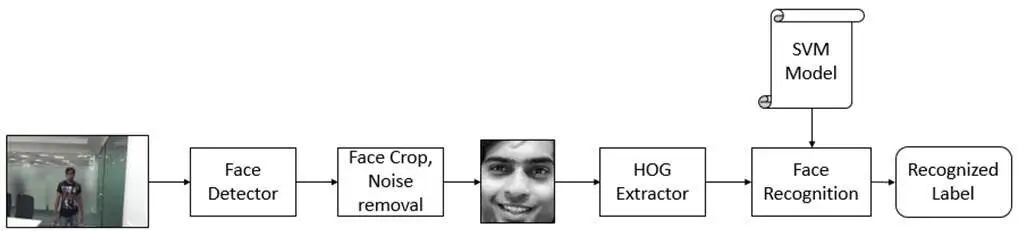 SVM
Model
Face
Detector
Face Crop,
Noise
removal
HOG
Extractor
Face
Recognition
Recognized
Label